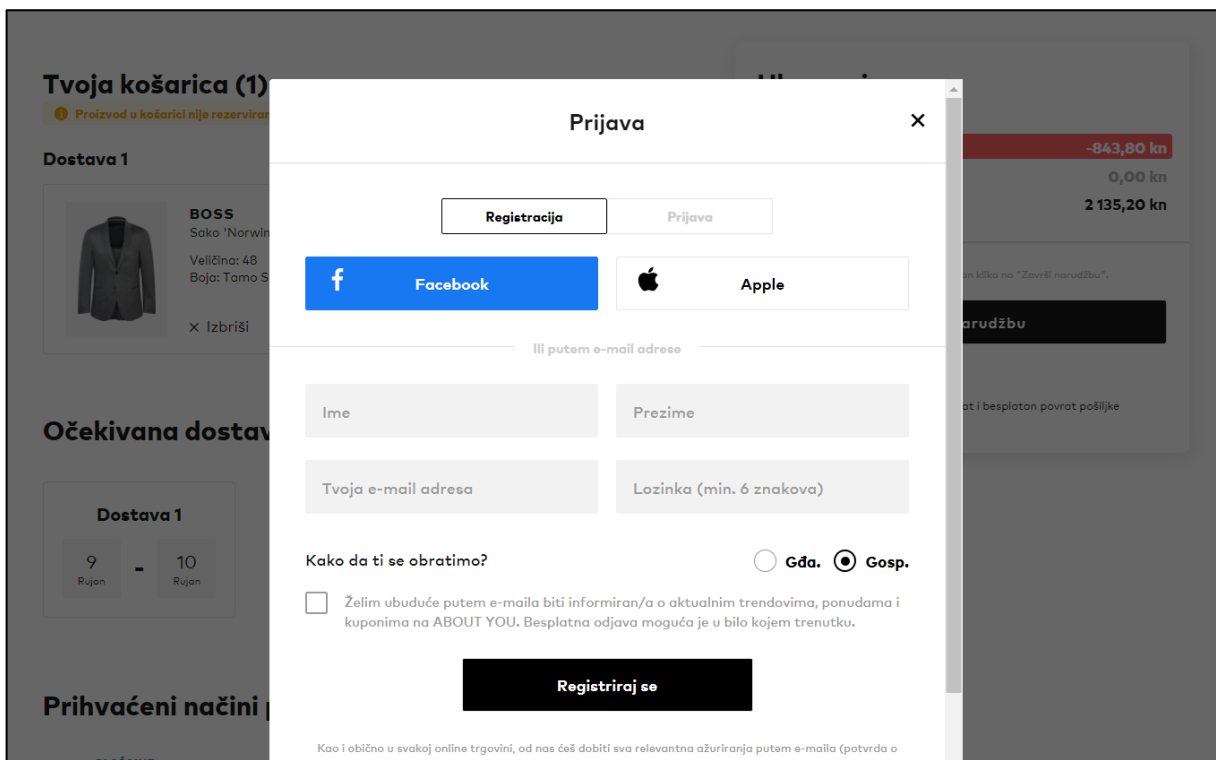 Tvoja košarica (1)
Proizvod u košarici nije
Dostava 1
BOSS
Sako 'Norwin
Veličina: 48
Boja: Tamo S
× Izbriši
Očekivana dostav
Dostava 1
9 - 10
Rujan Rujan
Prihvaćeni načini
Prijava
×
Registracija Prijava
Facebook Apple
Ili putem e-mail adrese
Ime Prezime
Tvoja e-mail adresa Lozinka (min. 6 znakova)
Kako da ti se obratimo? Gđa. Gosp.
Želim ubuduće putem e-maila biti informiran/a o aktualnim trendovima, ponudama i
kuponima na ABOUT YOU. Besplatna odjava moguća je u bilo kojem trenutku.
Registriraj se
Kao i obično u svakoj online trgovini, od nas ćeš dobiti sva relevantna ažuriranja putem e-maila (potvrda o
-843,80 kn
0,00 kn
2 135,20 kn
klika na "Završi narudžbu".
arudžbu
at i besplatan povrat pošiljke